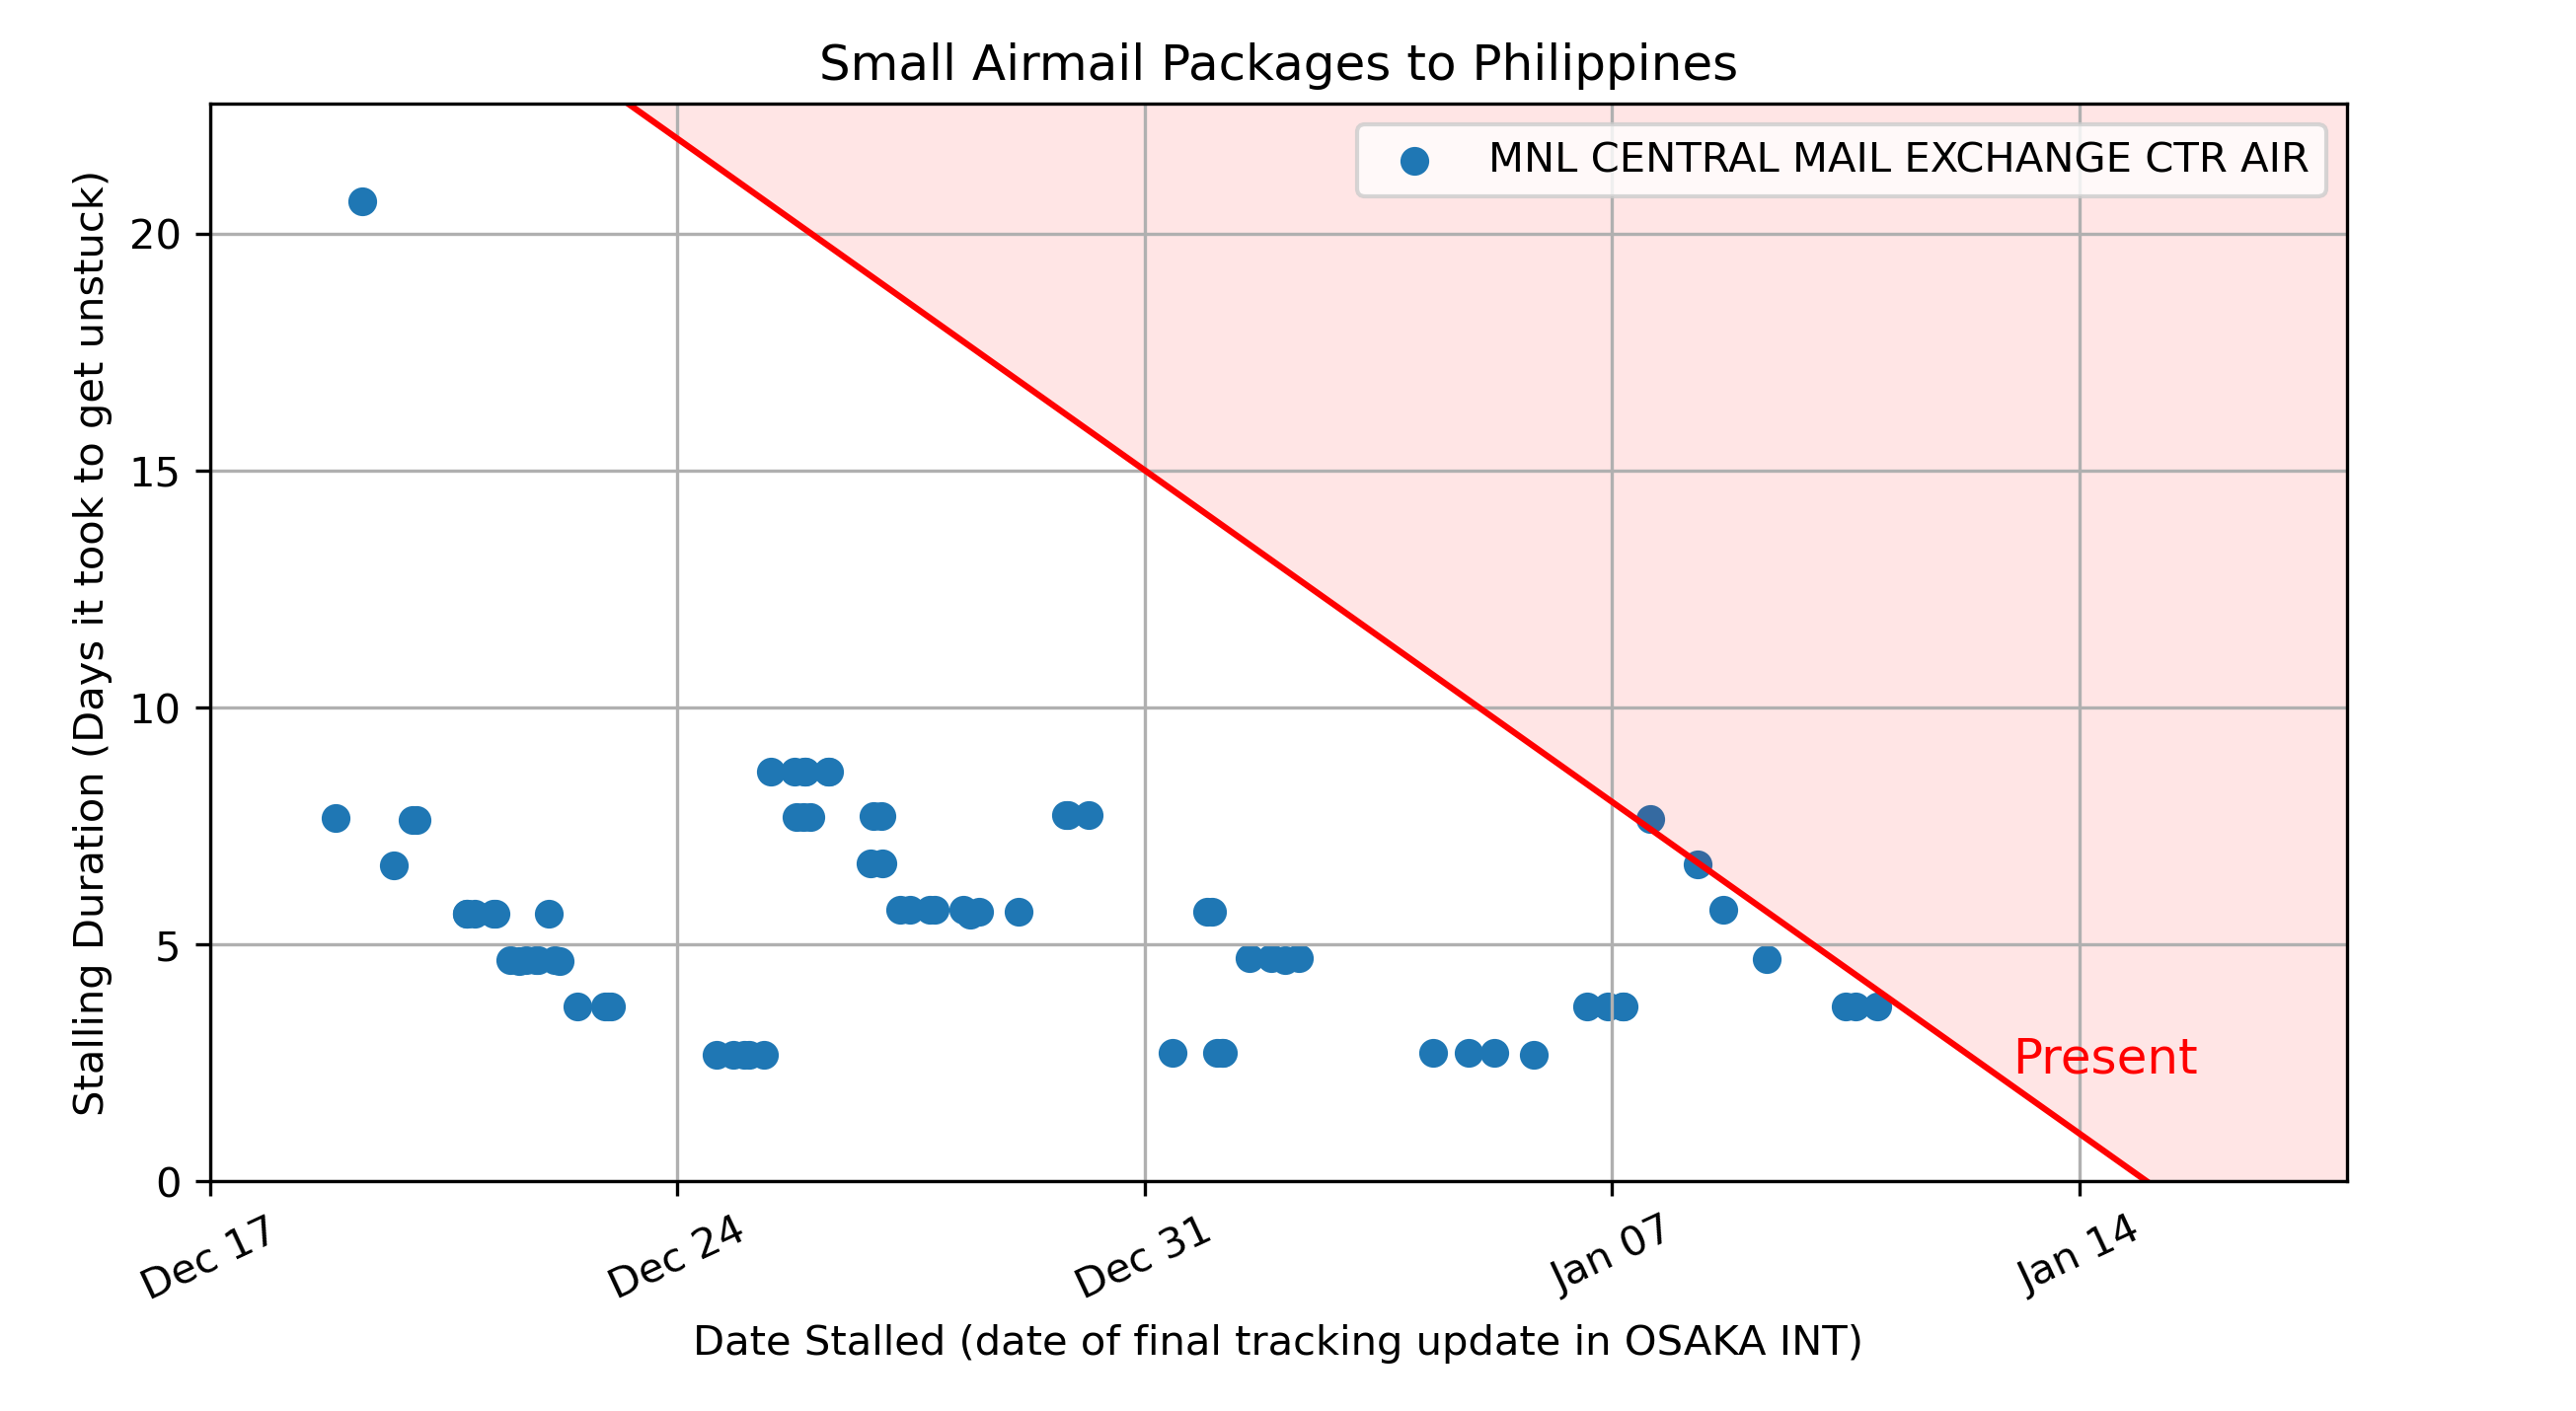 Small Airmail Packages to Philippines
MNL CENTRAL MAIL EXCHANGE CTR AIR
Stalling Duration (Days it took to get unstuck)
20
15
10
5
0
Present
Dec 17
Dec 24
Dec 31
Jan 07
Jan 14
Date Stalled (date of final tracking update in OSAKA INT)